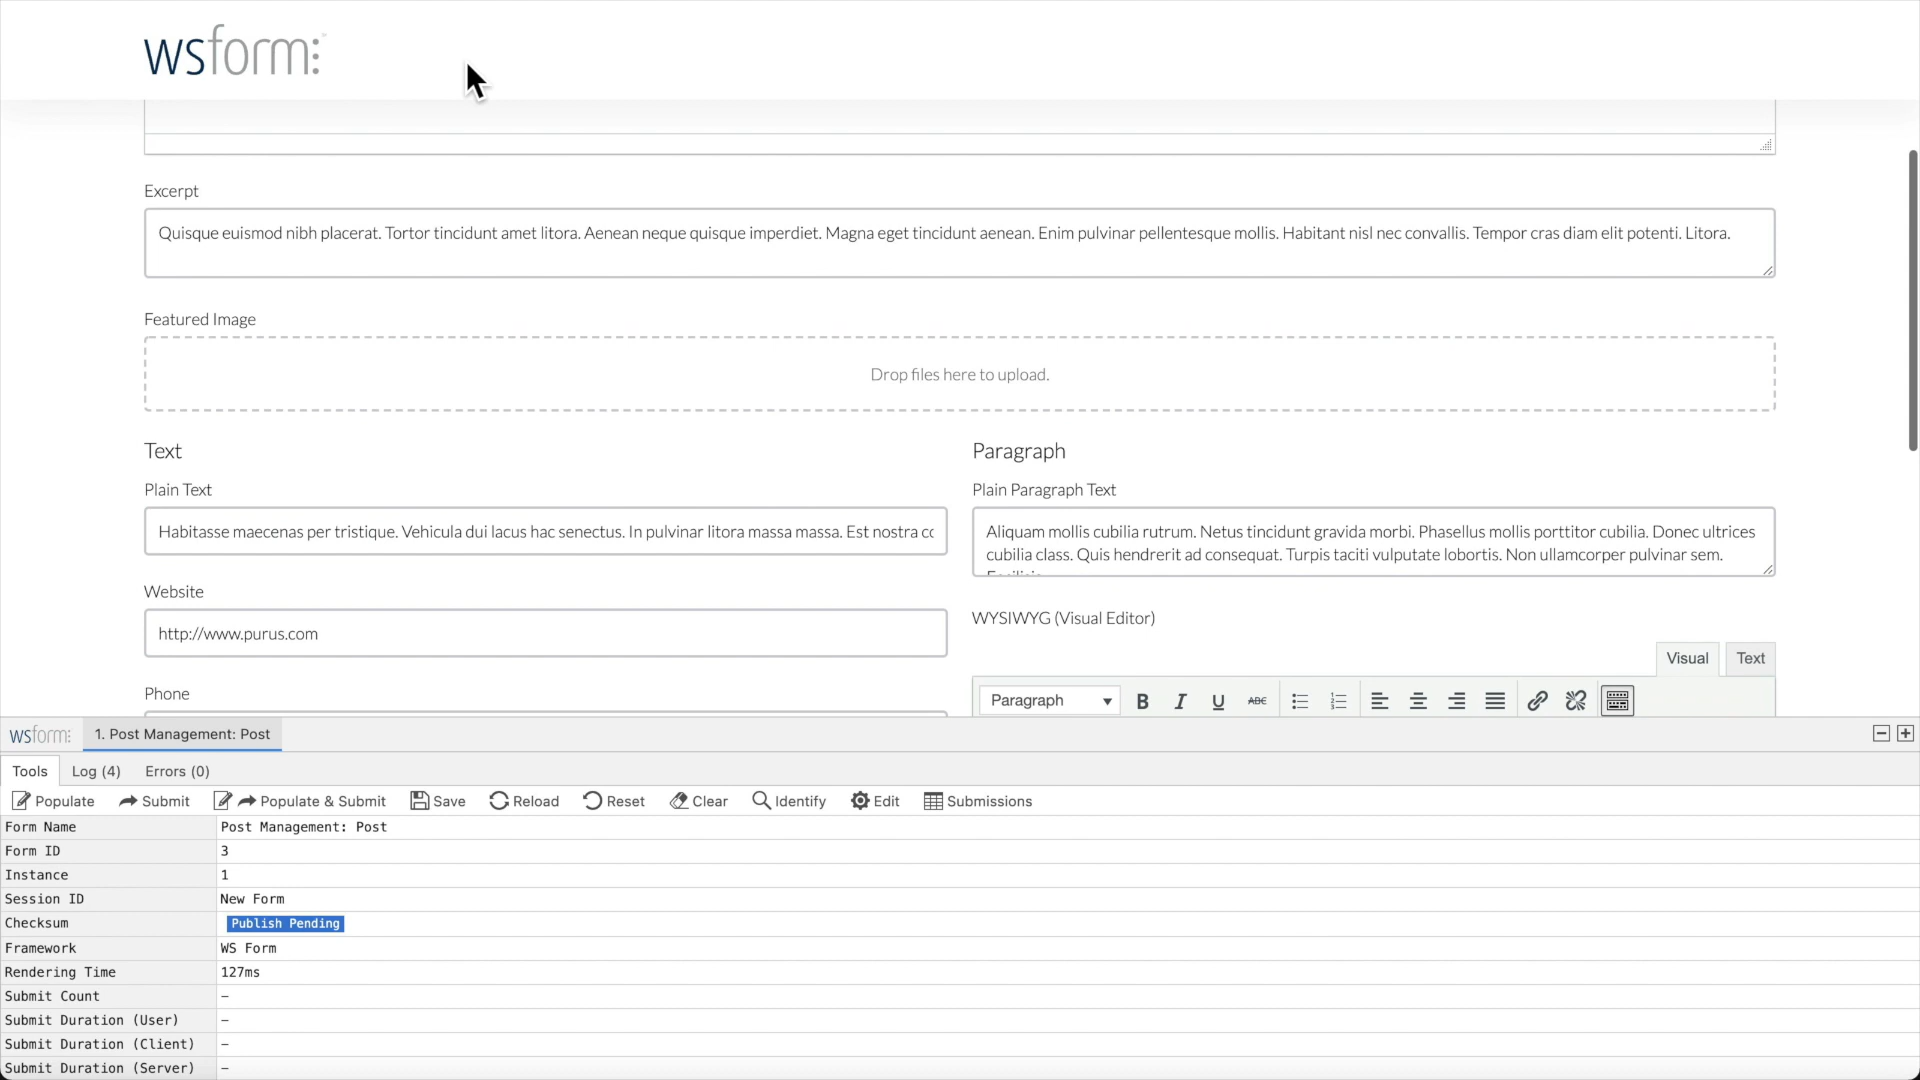 wsform:
Excerpt
Quisque euismod nibh placerat. Tortor tincidunt amet litora. Aenean neque quisque imperdiet. Magna eget tincidunt aenean. Enim pulvinar pellentesque mollis. Habitant nisl nec convallis. Tempor cras diam elit potenti. Litora.
Featured Image
Drop files here to upload.
Text
Plain Text
Habitasse maecenas per tristique. Vehicula dui lacus hac senectus. In pulvinar litora massa massa. Est nostra cc
Website
http://www.purus.com
Phone
Paragraph
Plain Paragraph Text
Aliquam mollis cubilia rutrum. Netus tincidunt gravida morbi. Phasellus mollis porttitor cubilia. Donec ultrices
cubilia class. Quis hendrerit ad consequat. Turpis taciti vulputate lobortis. Non ullamcorper pulvinar sem.
WYSIWYG (Visual Editor)
Visual Text
Paragraph B I U ABC
wsform: 1. Post Management: Post
Tools Log (4) Errors (0)
Populate Submit Populate & Submit Save Reload Reset Clear Identify Edit Submissions
Form Name Post Management: Post
Form ID 3
Instance 1
Session ID New Form
Checksum Publish Pending
Framework WS Form
Rendering Time 127ms
Submit Count –
Submit Duration (User) –
Submit Duration (Client) –
Submit Duration (Server) –